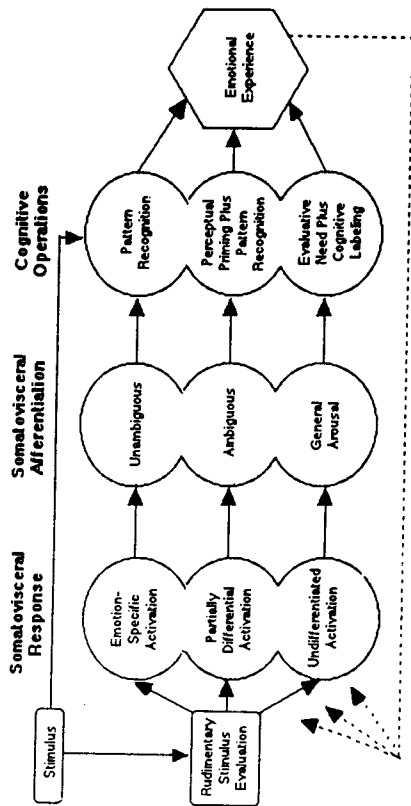 Somatovisceral
Response
Somatovisceral
Afferentiation
Cognitive
Operations
Stimulus
Rudimentary
Stimulus
Evaluation
Emotion-
Specific
Activation
Partially
Differential
Activation
Undifferentiated
Activation
Unambiguous
Ambiguous
General
Arousal
Pattern
Recognition
Perceptual
Priming Plus
Pattern
Recognition
Evaluative
Need Plus
Cognitive
Labeling
Emotional
Experience